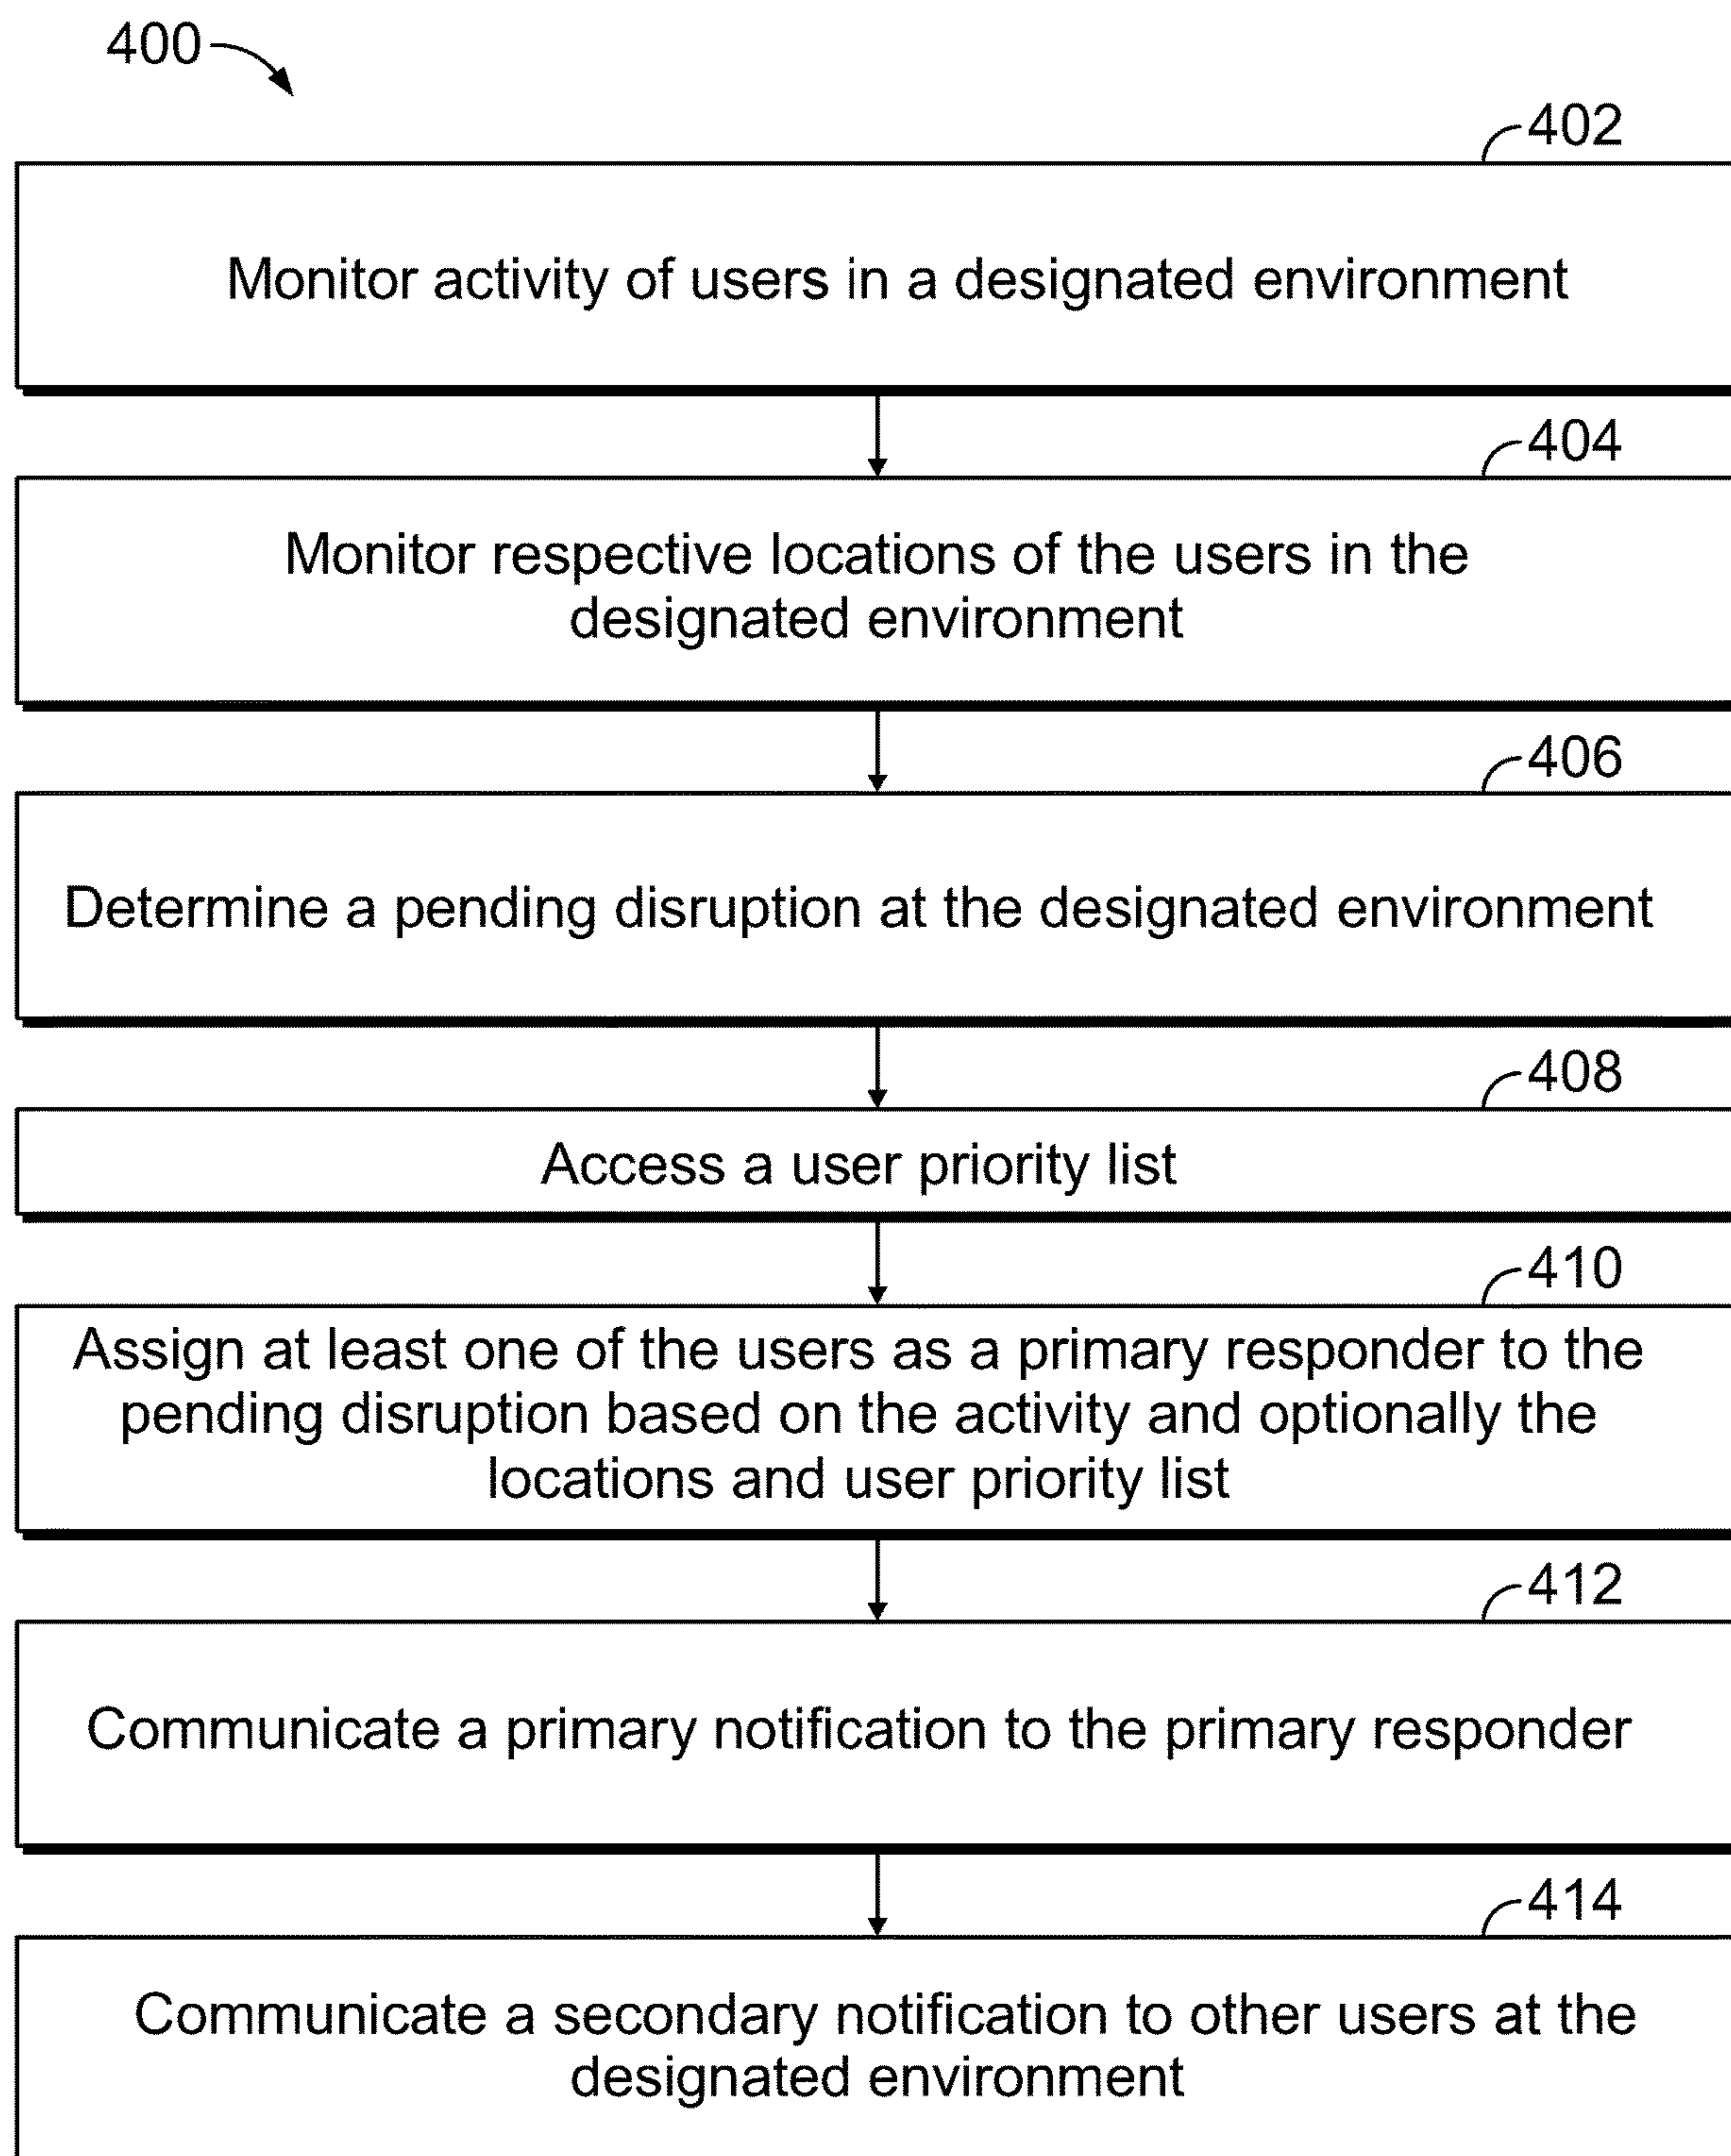 400
402
Monitor activity of users in a designated environment
404
Monitor respective locations of the users in the
designated environment
406
Determine a pending disruption at the designated environment
408
Access a user priority list
410
Assign at least one of the users as a primary responder to the
pending disruption based on the activity and optionally the
locations and user priority list
412
Communicate a primary notification to the primary responder
414
Communicate a secondary notification to other users at the
designated environment